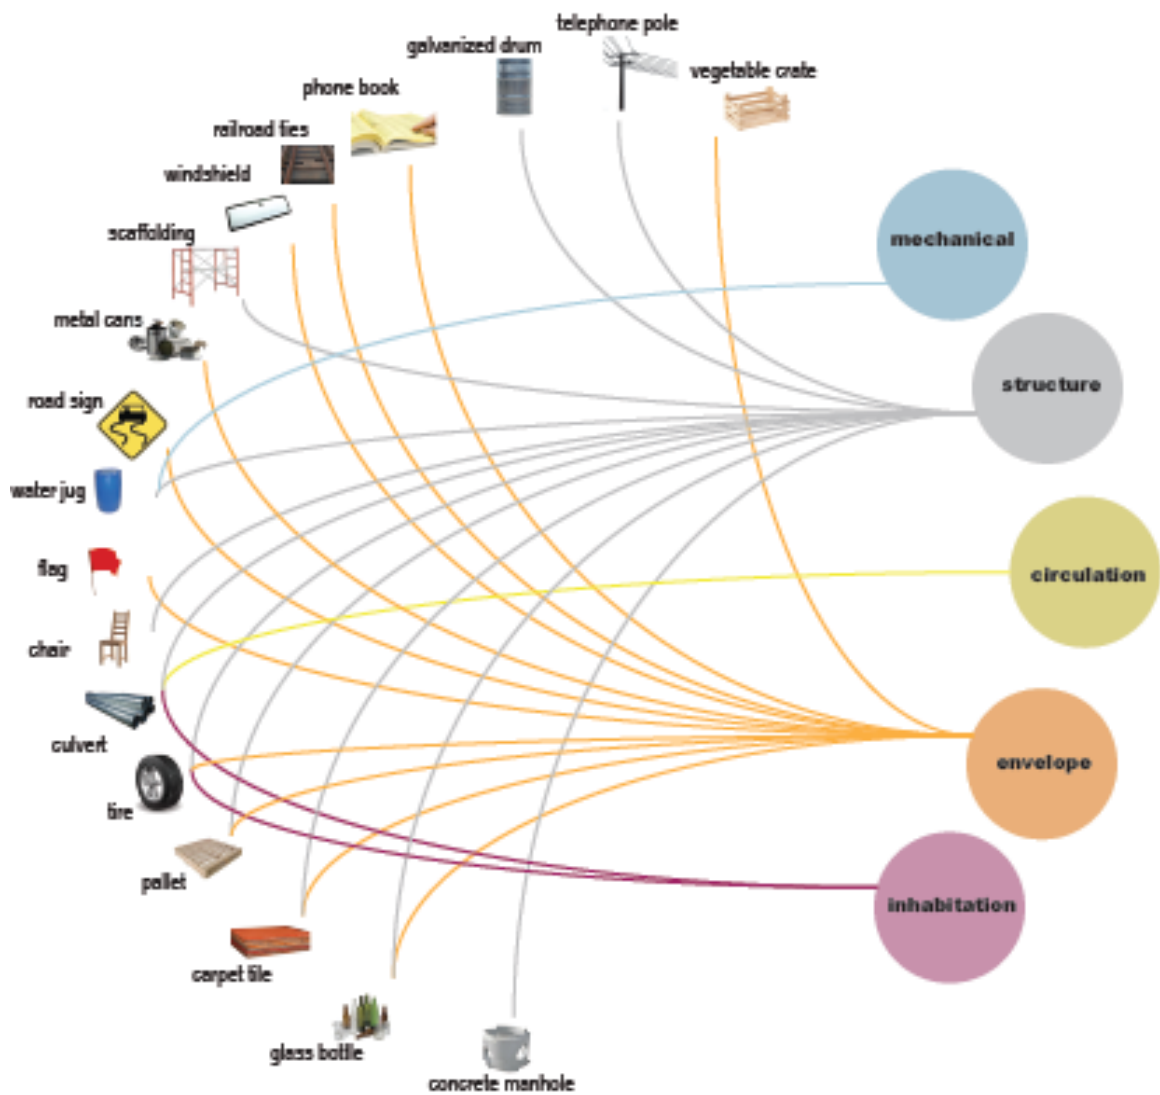 telephone pole
galvanized drum
vegetable crate
phone book
railroad ties
windshield
scaffolding
metal cans
road sign
water jug
flag
chair
culvert
tire
pallet
carpet tile
glass bottle
concrete manhole
mechanical
structure
circulation
envelope
inhabitation